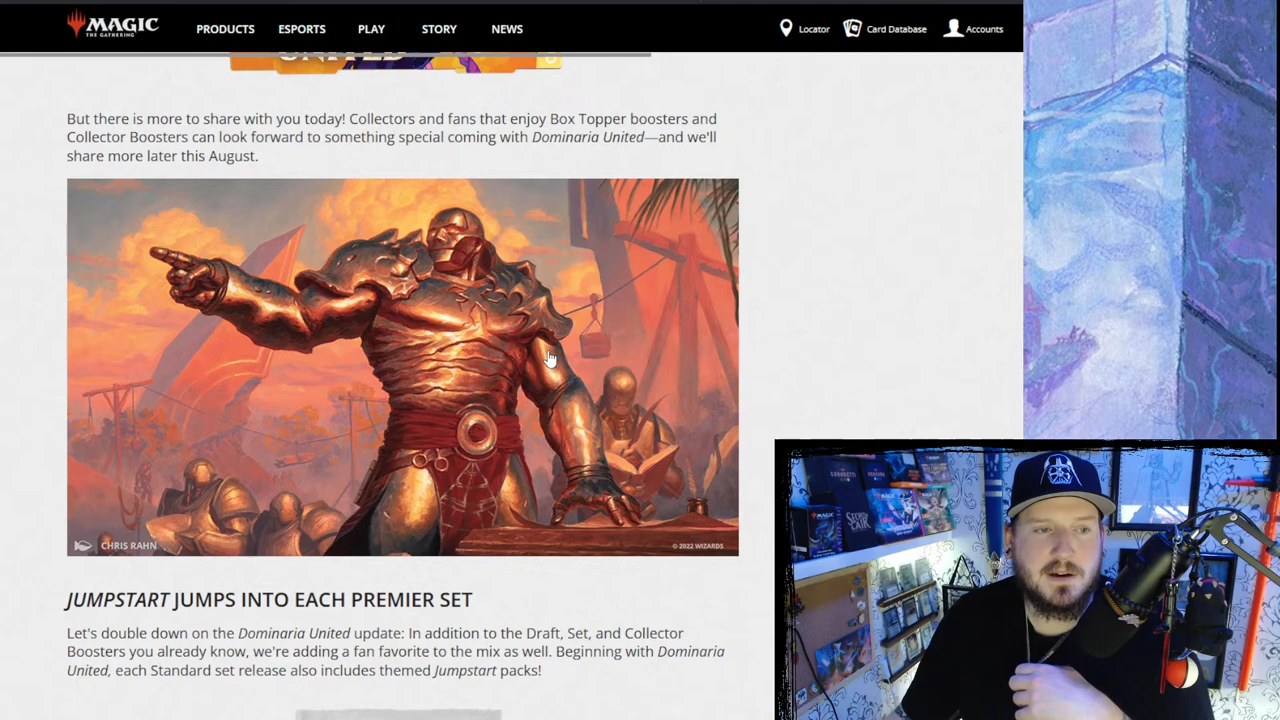 MAGIC
THE GATHERING
PRODUCTS
ESPORTS
PLAY
STORY
NEWS
Locator
Card Database
Accounts
UNITED
But there is more to share with you today! Collectors and fans that enjoy Box Topper boosters and
Collector Boosters can look forward to something special coming with Dominaria United—and we'll
share more later this August.
CHRIS RAHN
© 2022 WIZARDS
JUMPSTART JUMPS INTO EACH PREMIER SET
Let's double down on the Dominaria United update: In addition to the Draft, Set, and Collector
Boosters you already know, we're adding a fan favorite to the mix as well. Beginning with Dominaria
United, each Standard set release also includes themed Jumpstart packs!
MAGIC
SECRET
LAIR